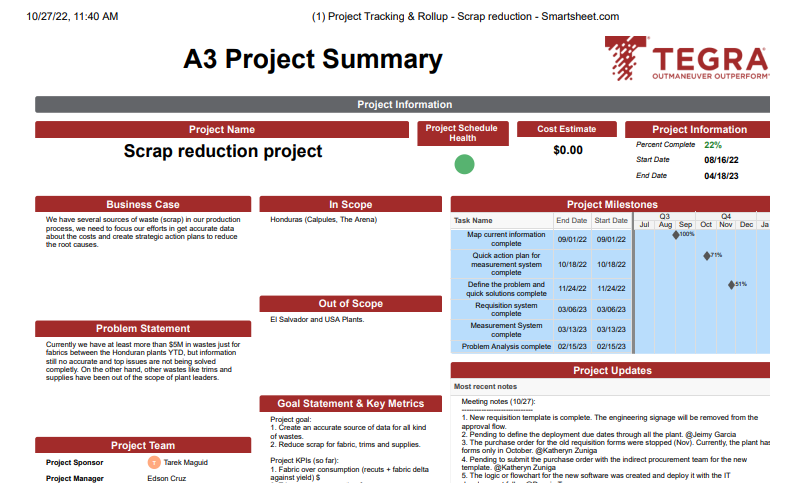 10/27/22, 11:40 AM
(1) Project Tracking & Rollup - Scrap reduction - Smartsheet.com
A3 Project Summary
TEGRA
OUTMANEUVER OUTPERFORM
Project Information
Project Name
Scrap reduction project
Project Schedule
Health
Cost Estimate
$0.00
Project Information
Percent Complete 22%
Start Date 08/16/22
End Date 04/18/23
Business Case
We have several sources of waste (scrap) in our production
process, we need to focus our efforts in get accurate data
about the costs and create strategic action plans to reduce
the root causes.
Problem Statement
Currently we have at least more than $5M in wastes just for
fabrics between the Honduran plants YTD, but information
still no accurate and top issues are not being solved
completly. On the other hand, other wastes like trims and
supplies have been out of the scope of plant leaders.
Project Team
Project Sponsor Tarek Maguid
Project Manager Edson Cruz
In Scope
Honduras (Calpules, The Arena)
Out of Scope
El Salvador and USA Plants.
Goal Statement & Key Metrics
Project goal:
1. Create an accurate source of data for all kind
of wastes.
2. Reduce scrap for fabric, trims and supplies.
Project KPIs (so far):
1. Fabric over consumption (recuts + fabric delta
against yield) $
Project Milestones
Task Name End Date Start Date
Q3 Q4
Jul Aug Sep Oct Nov Dec Ja
Map current information
complete 09/01/22 09/01/22 100%
Quick action plan for
measurement system
complete 10/18/22 10/18/22 71%
Define the problem and
quick solutions complete 11/24/22 11/24/22 51%
Requisition system
complete 03/06/23 03/06/23
Measurement System
complete 03/13/23 03/13/23
Problem Analysis complete 02/15/23 02/15/23
Project Updates
Most recent notes
Meeting notes (10/27):
----------------------------
1. New requisition template is complete. The engineering signage will be removed from the
approval flow.
2. Pending to define the deployment due dates through all the plant. @Jeimy Garcia
3. The purchase order for the old requisition forms were stopped (Nov). Currently, the plant has
forms only in October. @Katheryn Zuniga
4. Pending to submit the purchase order with the indirect procurement team for the new
template. @Katheryn Zuniga
5. The logic or flowchart for the new software was created and deploy it with the IT